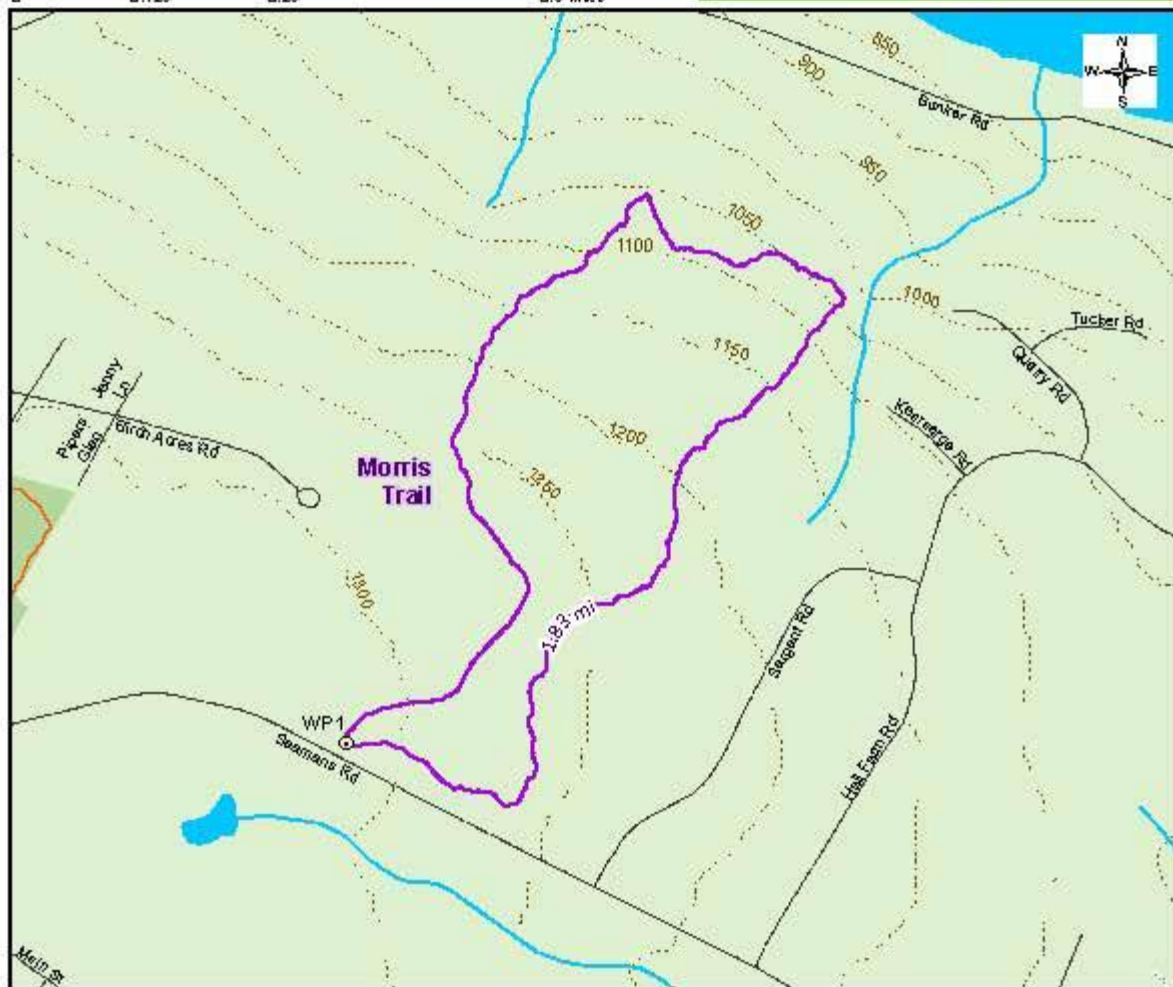 850
900
N
W E
S
Bunker Rd
950
1050
1100
1000
Tucker Rd
Quarry Rd
1150
Jenny
Ln
Pipers
Glen
Birch Acres Rd
1200
Morris
Trail
1250
1300
1.83 mi
Sargent Rd
Hall Farm Rd
WP1
Seamans Rd
Main St